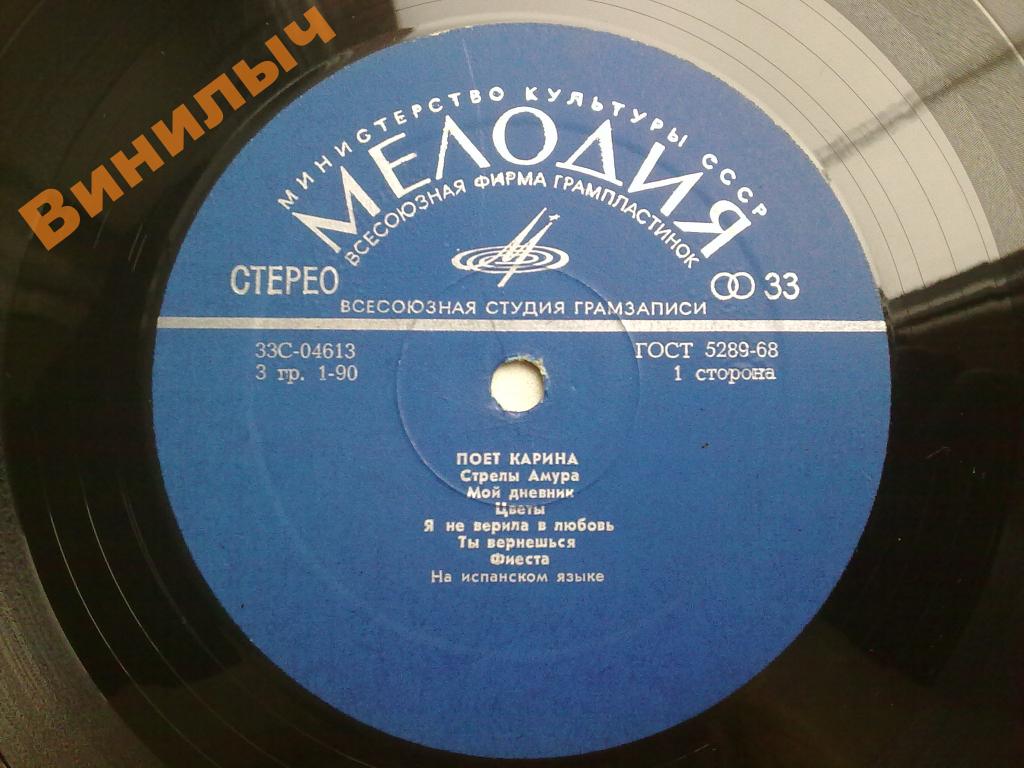 Винилыч
МИНИСТЕРСТВО КУЛЬТУРЫ СССР
МЕЛОДИЯ
ВСЕСОЮЗНАЯ ФИРМА ГРАМПЛАСТИНОК
СТЕРЕО
33
ВСЕСОЮЗНАЯ СТУДИЯ ГРАМЗАПИСИ
33С-04613
ГОСТ 5289-68
3 гр. 1-90
1 сторона
ПОЕТ КАРИНА
Стрелы Амура
Мой дневник
Цветы
Я не верила в любовь
Ты вернешься
Фиеста
На испанском языке